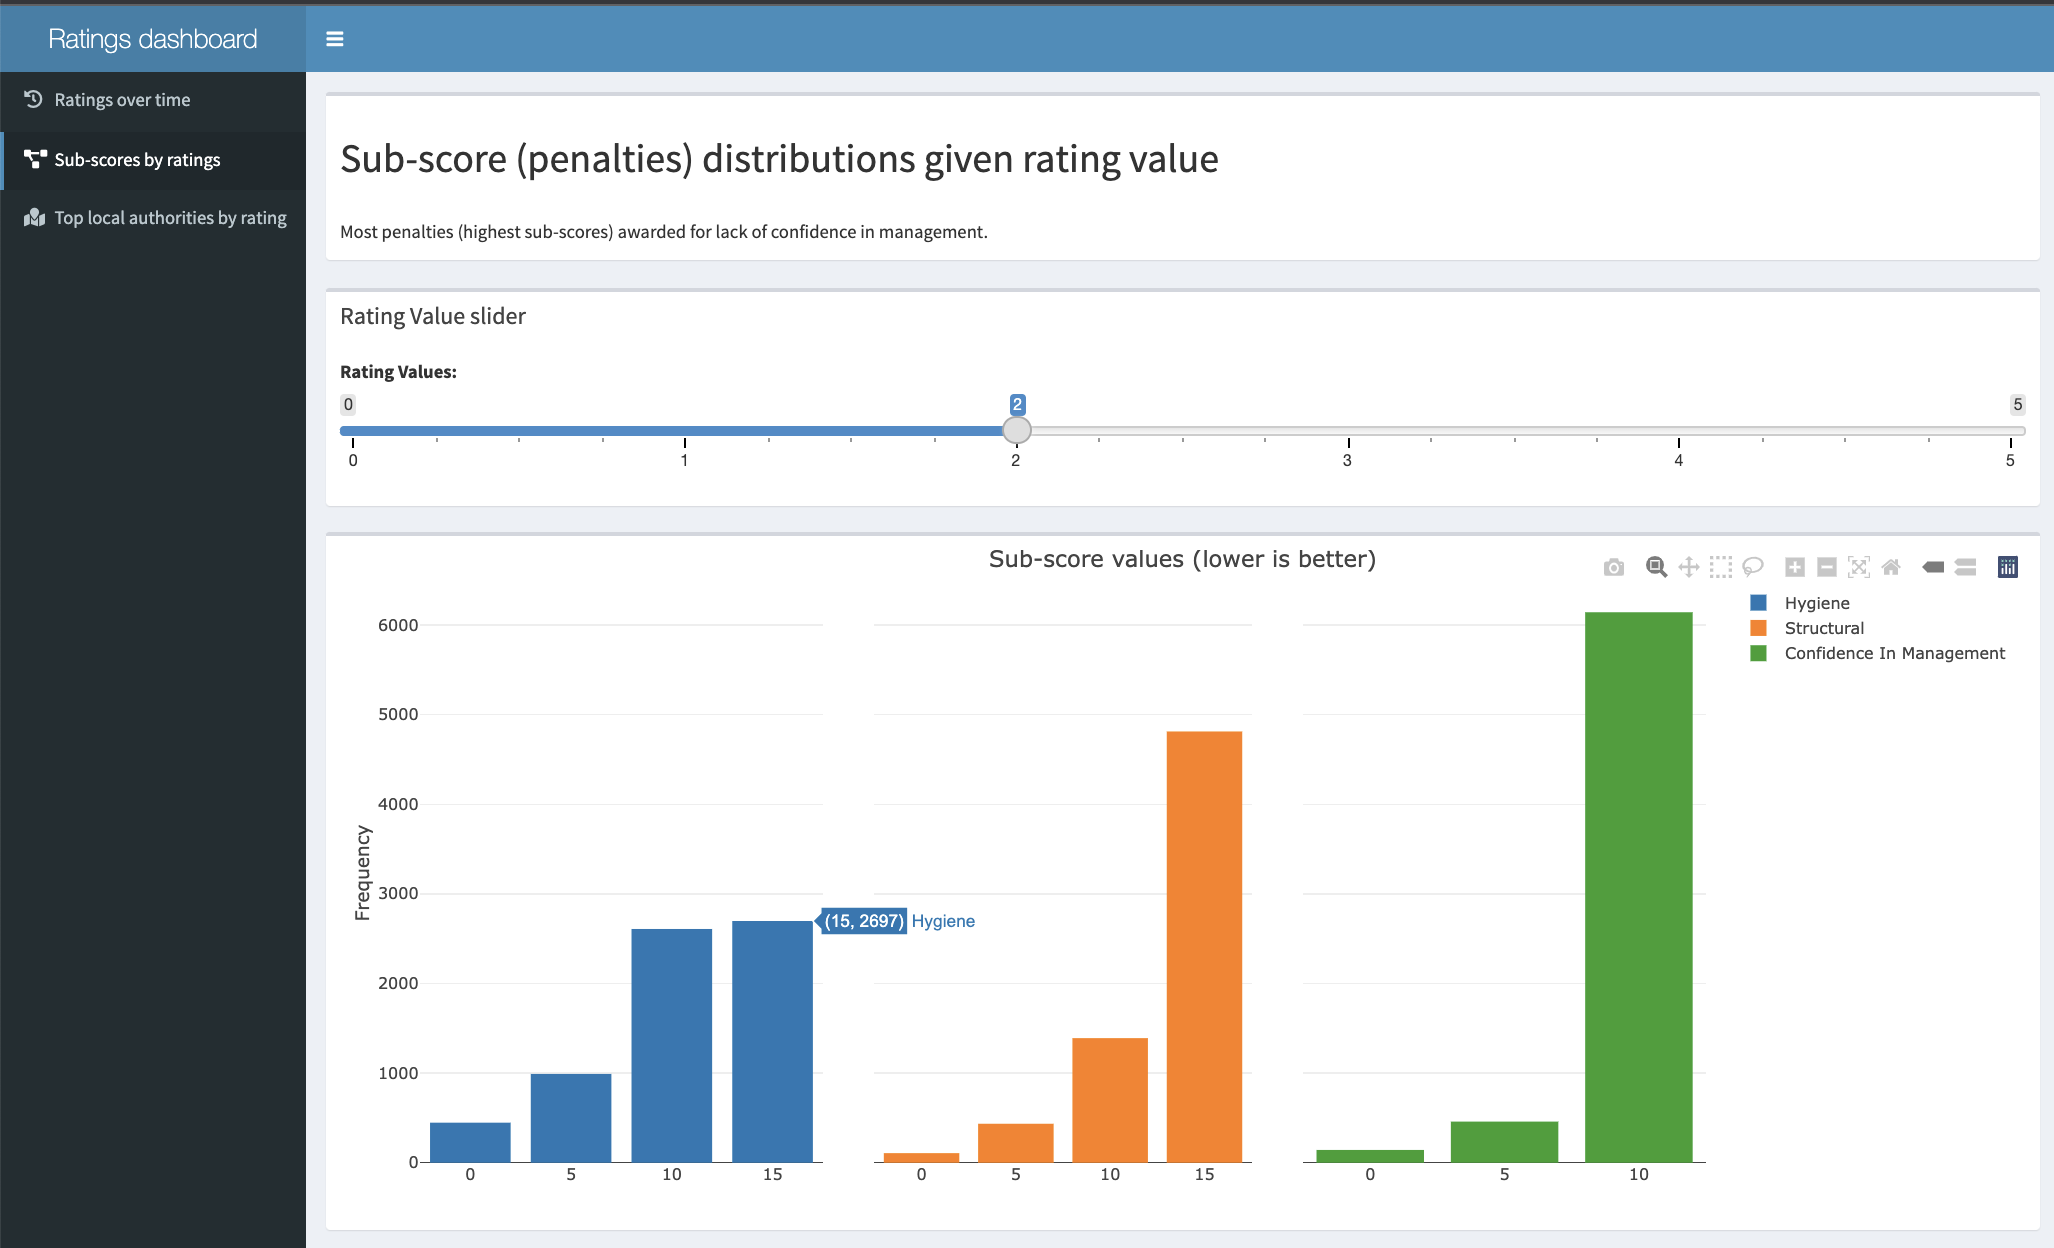 Ratings dashboard
Ratings over time
Sub-scores by ratings
Top local authorities by rating
Sub-score (penalties) distributions given rating value
Most penalties (highest sub-scores) awarded for lack of confidence in management.
Rating Value slider
Rating Values:
0 2 5
0 1 2 3 4 5
Sub-score values (lower is better)
Hygiene
Structural
Confidence In Management
Frequency
6000
5000
4000
3000
2000
1000
0
(15, 2697) Hygiene
0 5 10 15
0 5 10 15
0 5 10